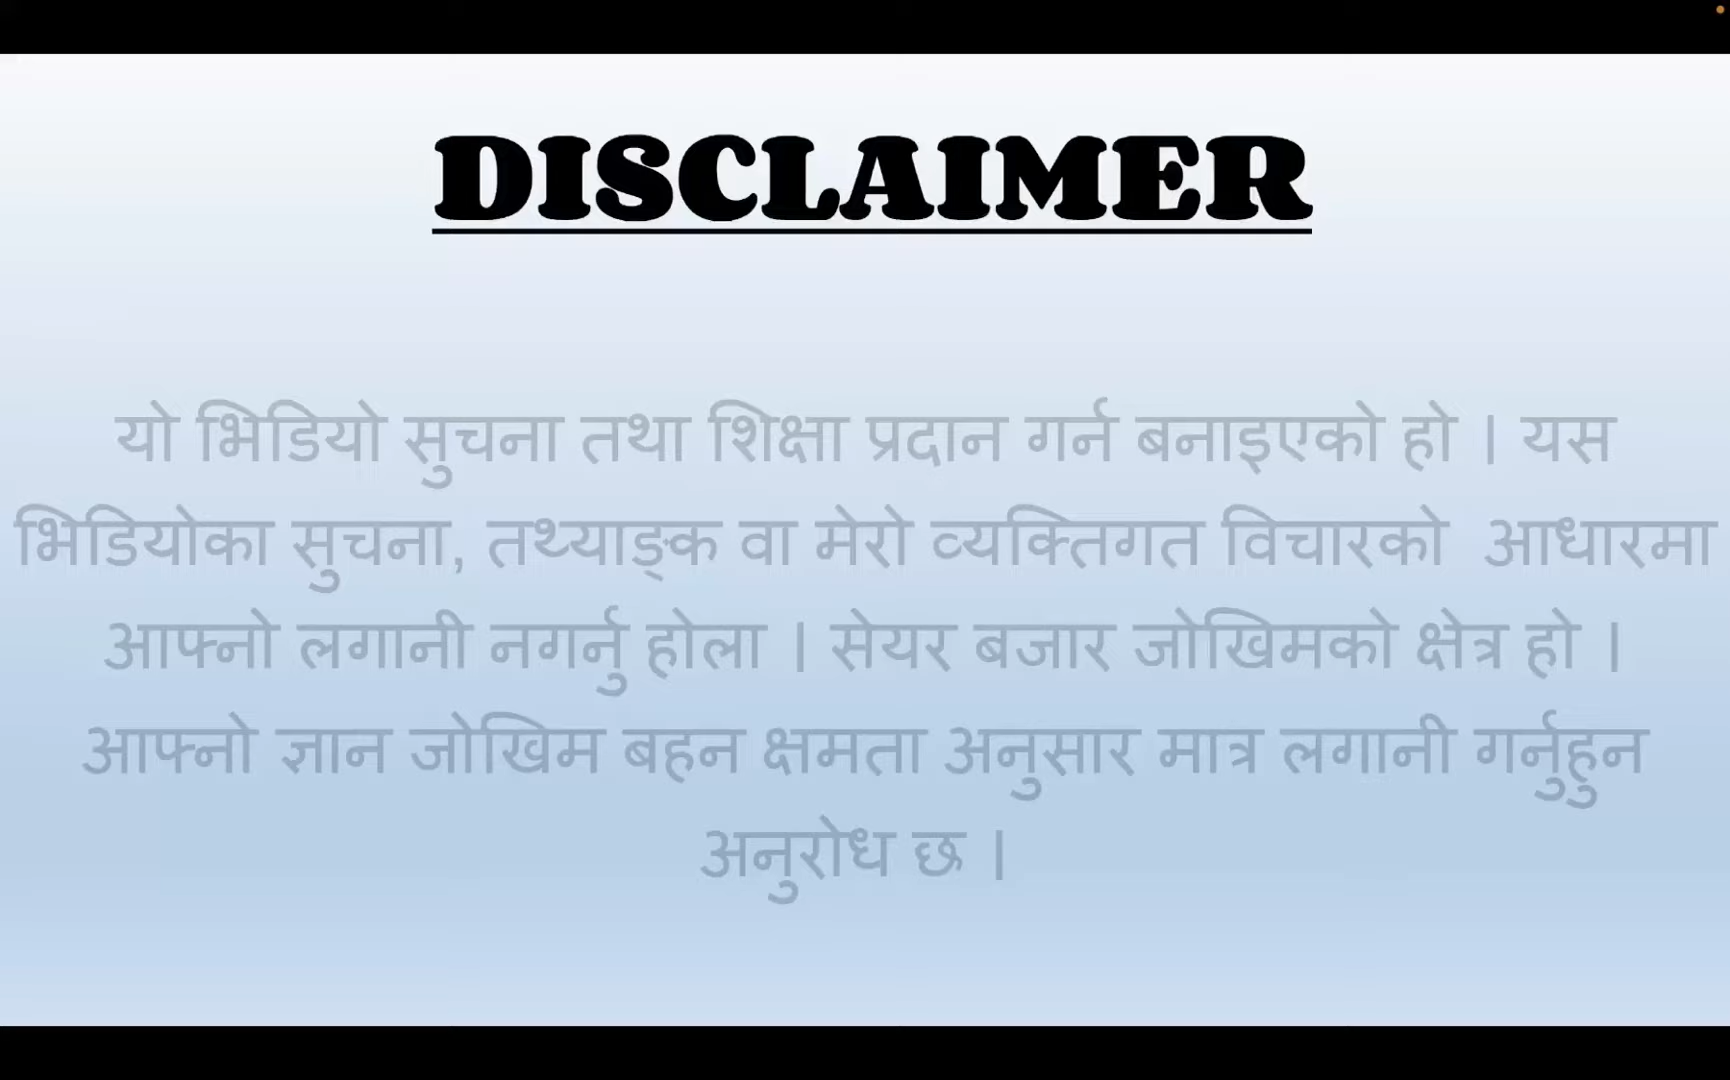 DISCLAIMER
यो भिडियो सुचना तथा शिक्षा प्रदान गर्न बनाइएको हो । यस
भिडियोका सुचना, तथ्याङ्क वा मेरो व्यक्तिगत विचारको आधारमा
आफ्नो लगानी नगर्नु होला । सेयर बजार जोखिमको क्षेत्र हो ।
आफ्नो ज्ञान जोखिम बहन क्षमता अनुसार मात्र लगानी गर्नुहुन
अनुरोध छ ।